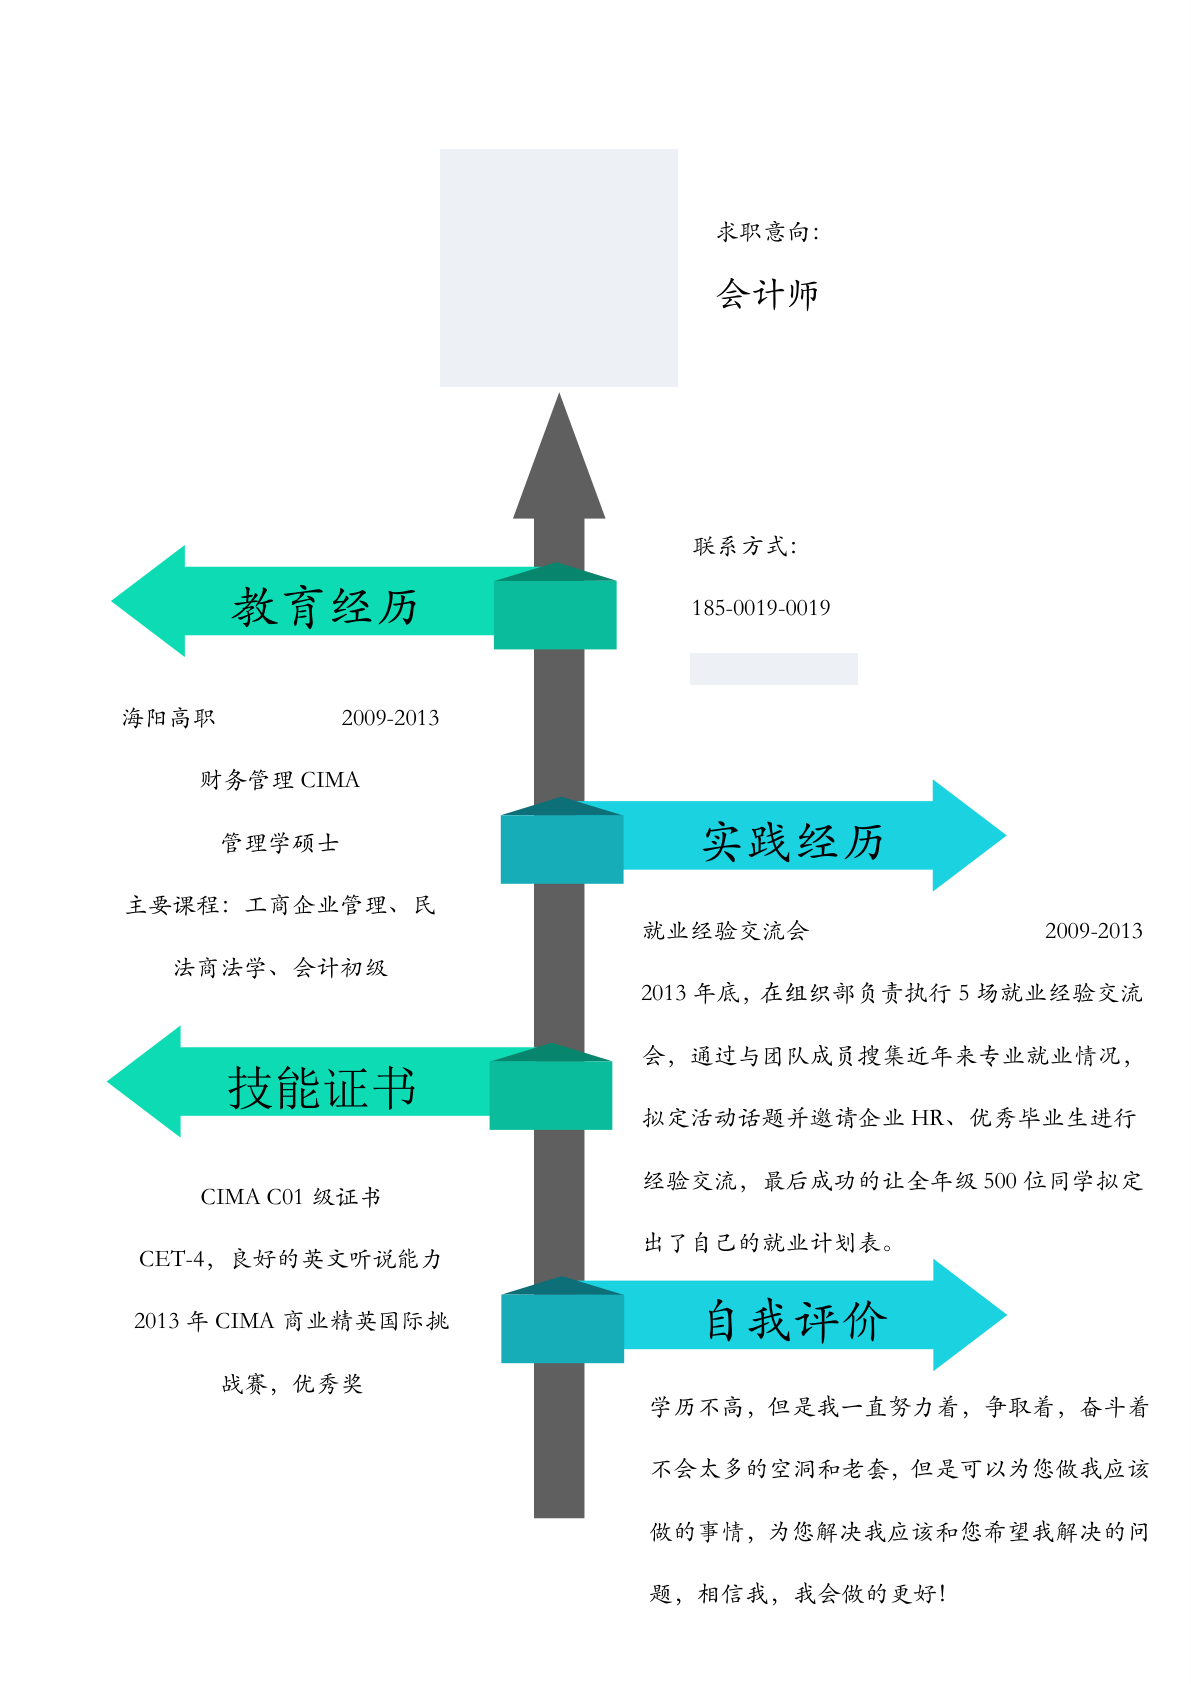 求职意向：
会计师
联系方式：
185-0019-0019
教育经历
海阳高职 2009-2013
财务管理 CIMA
管理学硕士
主要课程：工商企业管理、民
法商法学、会计初级
实践经历
就业经验交流会 2009-2013
2013 年底，在组织部负责执行 5 场就业经验交流
会，通过与团队成员搜集近年来专业就业情况，
拟定活动话题并邀请企业 HR、优秀毕业生进行
经验交流，最后成功的让全年级 500 位同学拟定
出了自己的就业计划表。
技能证书
CIMA C01 级证书
CET-4，良好的英文听说能力
2013 年 CIMA 商业精英国际挑
战赛，优秀奖
自我评价
学历不高，但是我一直努力着，争取着，奋斗着
不会太多的空洞和老套，但是可以为您做我应该
做的事情，为您解决我应该和您希望我解决的问
题，相信我，我会做的更好！